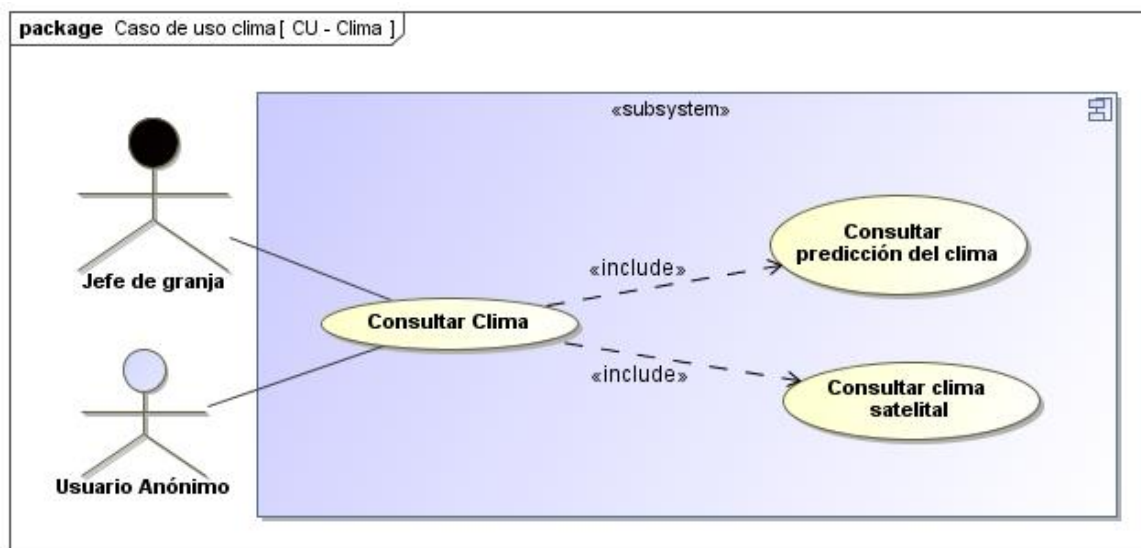 package Caso de uso clima [ CU - Clima ]
«subsystem»
Jefe de granja
Consultar
predicción del clima
«include»
Consultar Clima
«include»
Consultar clima
satelital
Usuario Anónimo